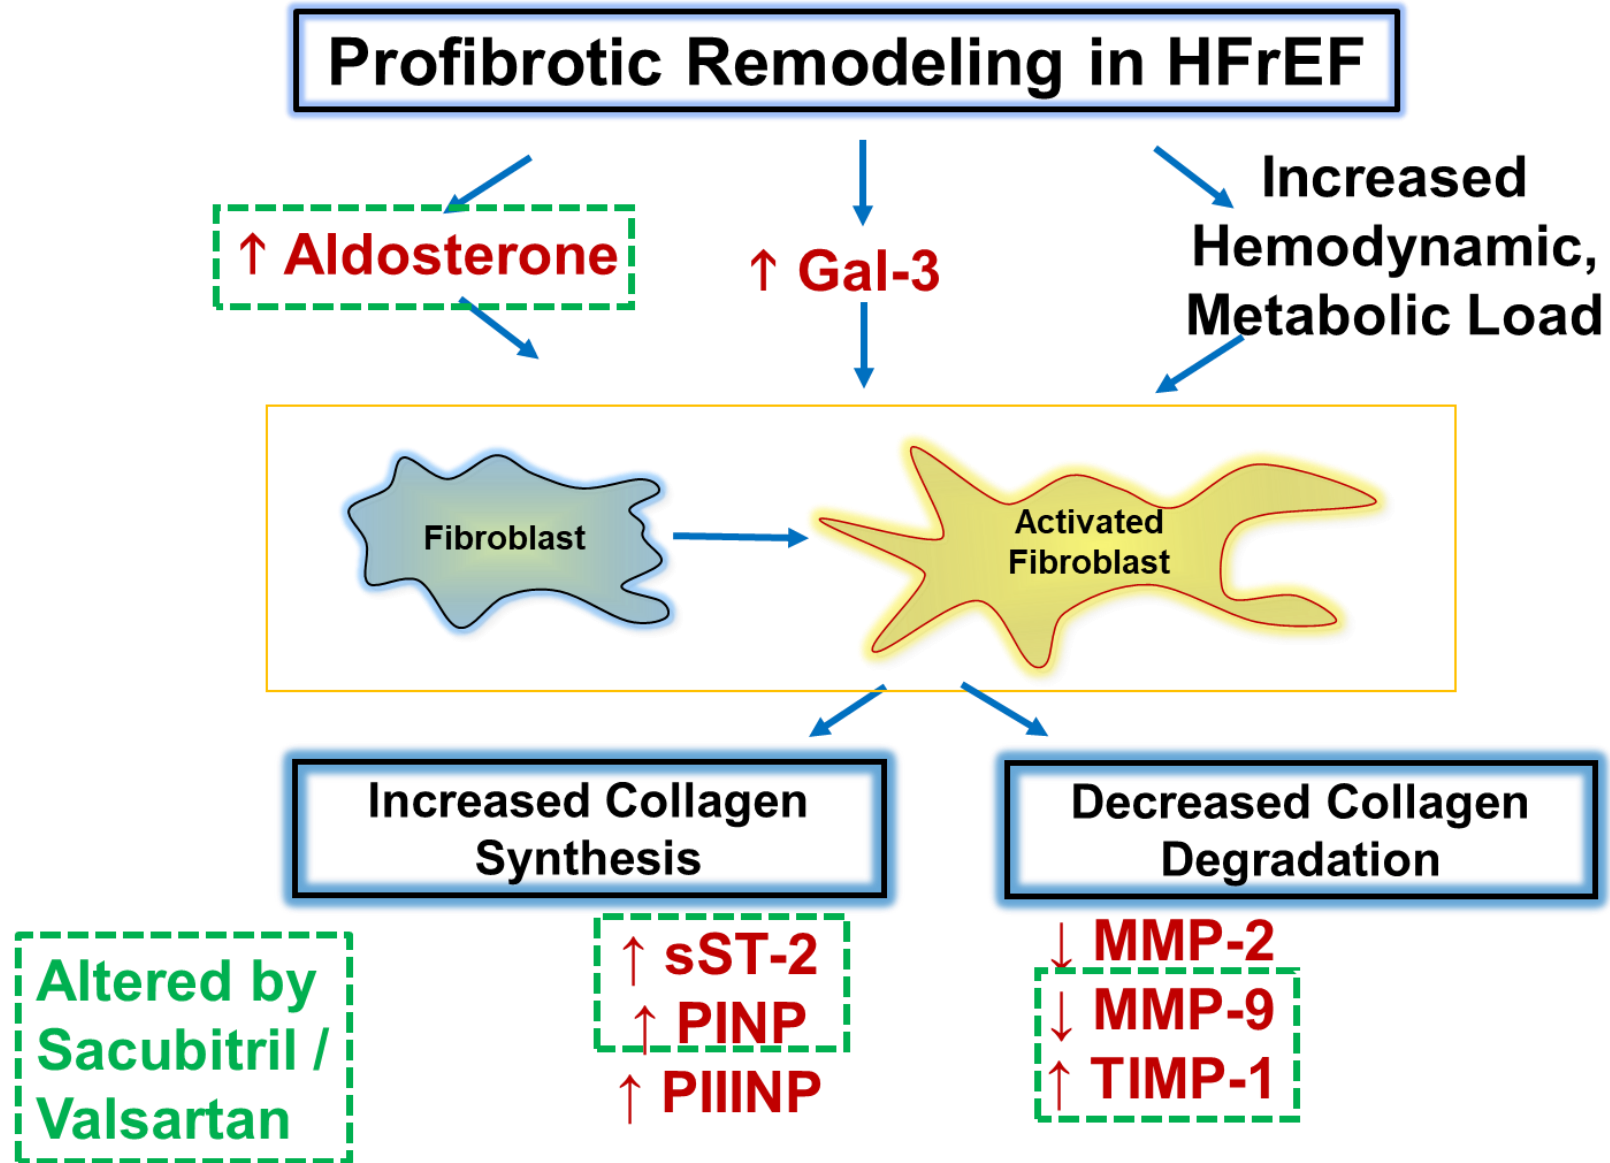 Profibrotic Remodeling in HFrEF
↑ Aldosterone
↑ Gal-3
Increased
Hemodynamic,
Metabolic Load
Fibroblast
Activated
Fibroblast
Increased Collagen
Synthesis
Decreased Collagen
Degradation
↑ sST-2
↑ PINP
↑ PIIINP
↓ MMP-2
↓ MMP-9
↑ TIMP-1
Altered by
Sacubitril /
Valsartan